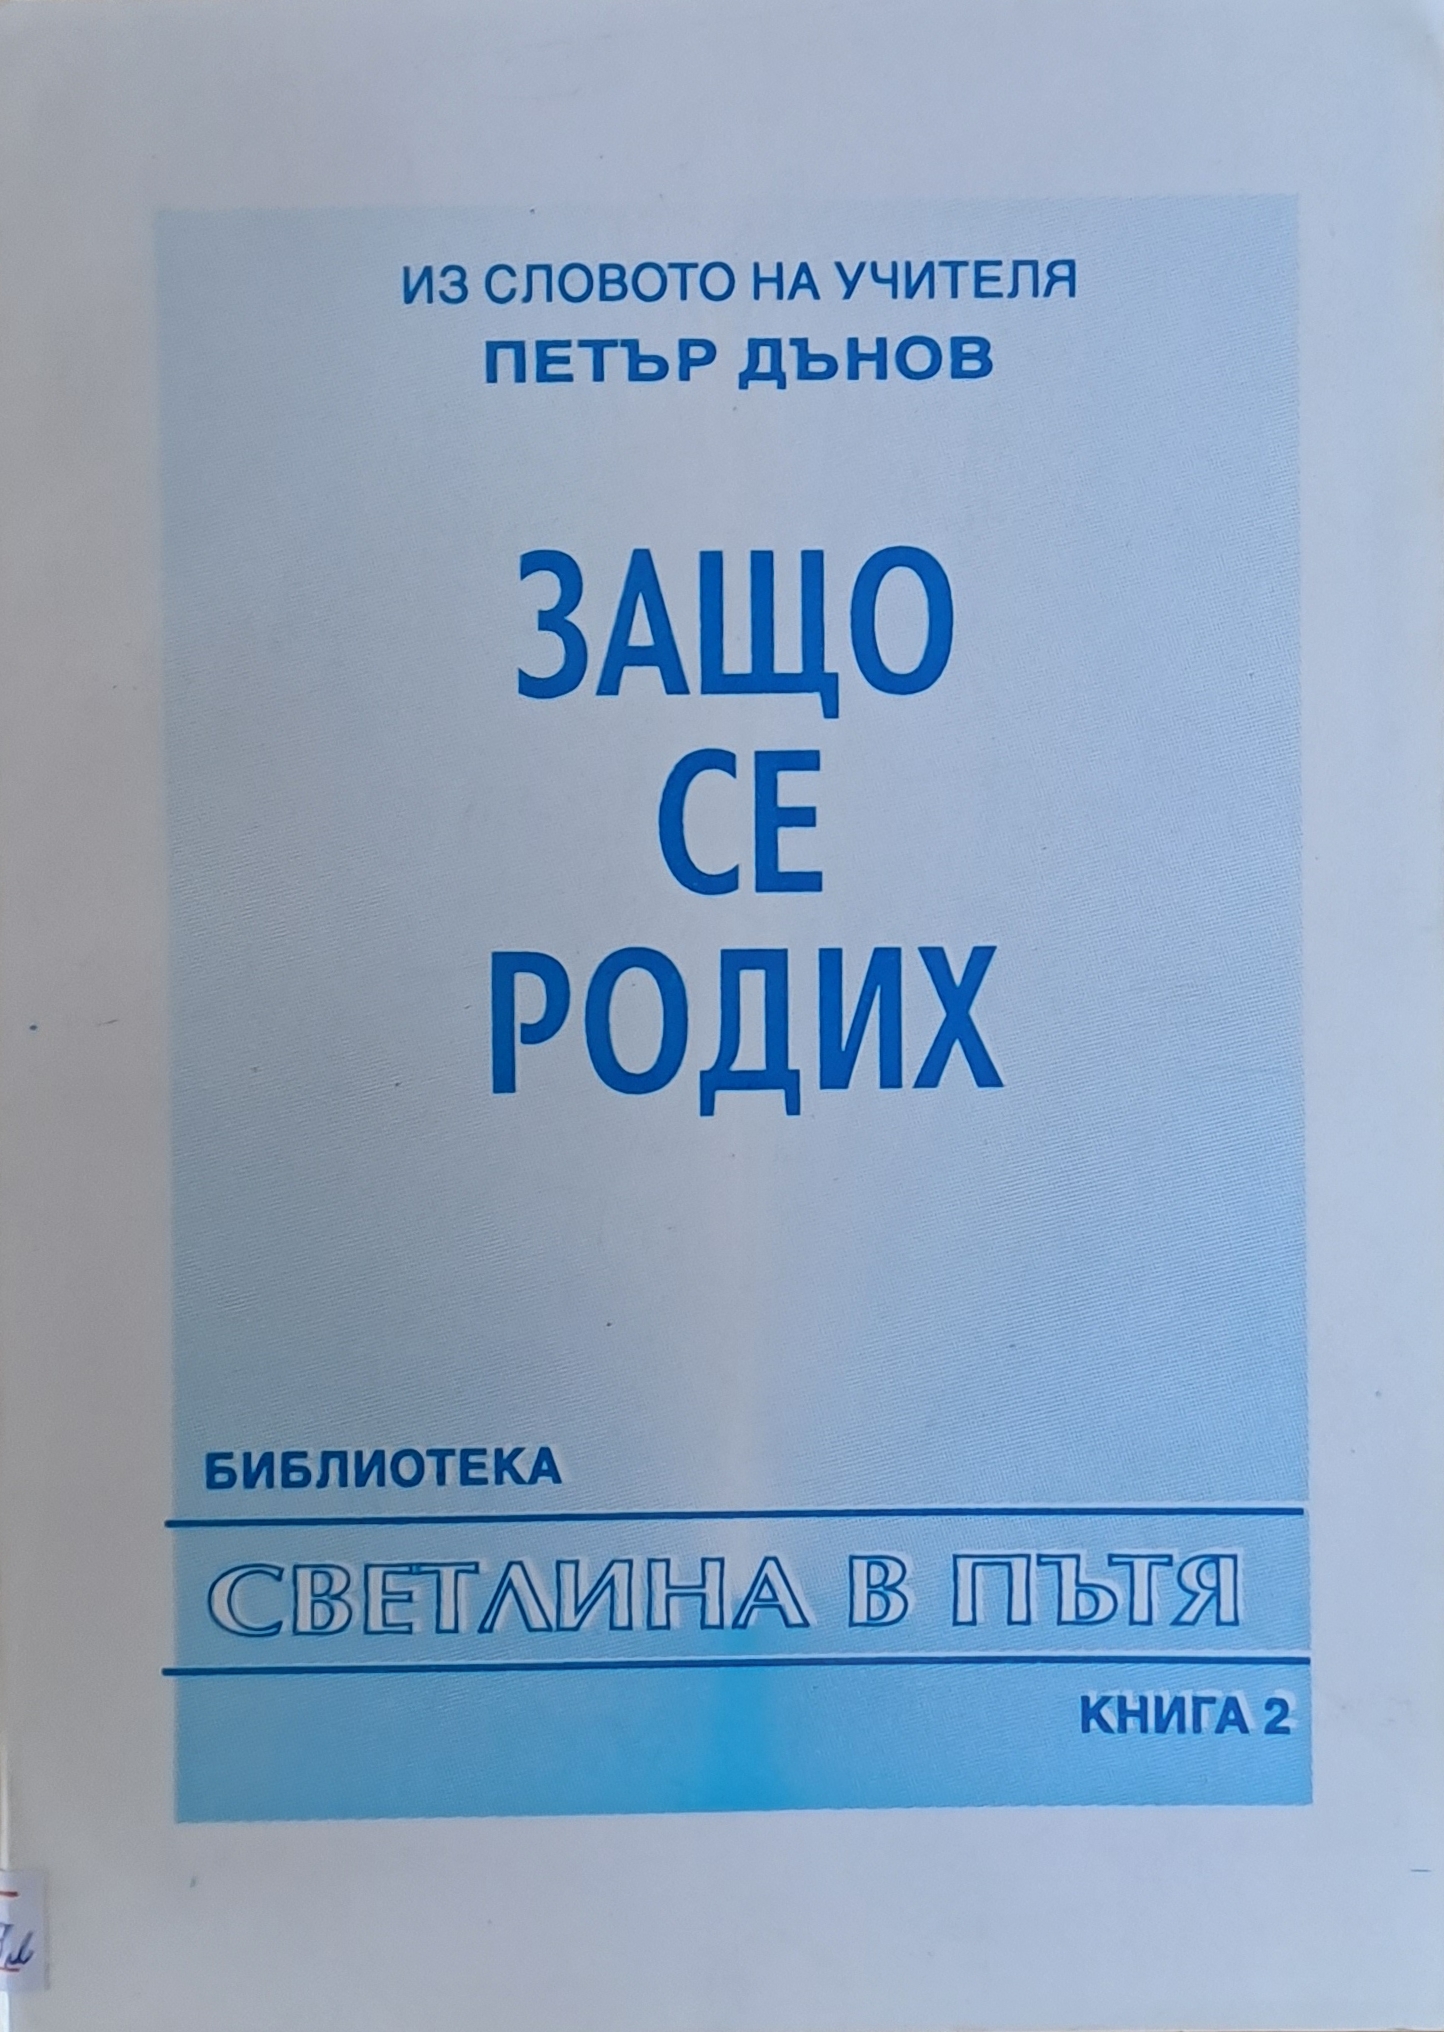 ИЗ СЛОВОТО НА УЧИТЕЛЯ
ПЕТЪР ДЪНОВ
ЗАЩО
СЕ
РОДИХ
БИБЛИОТЕКА
СВЕТЛИНА В ПЪТЯ
КНИГА 2